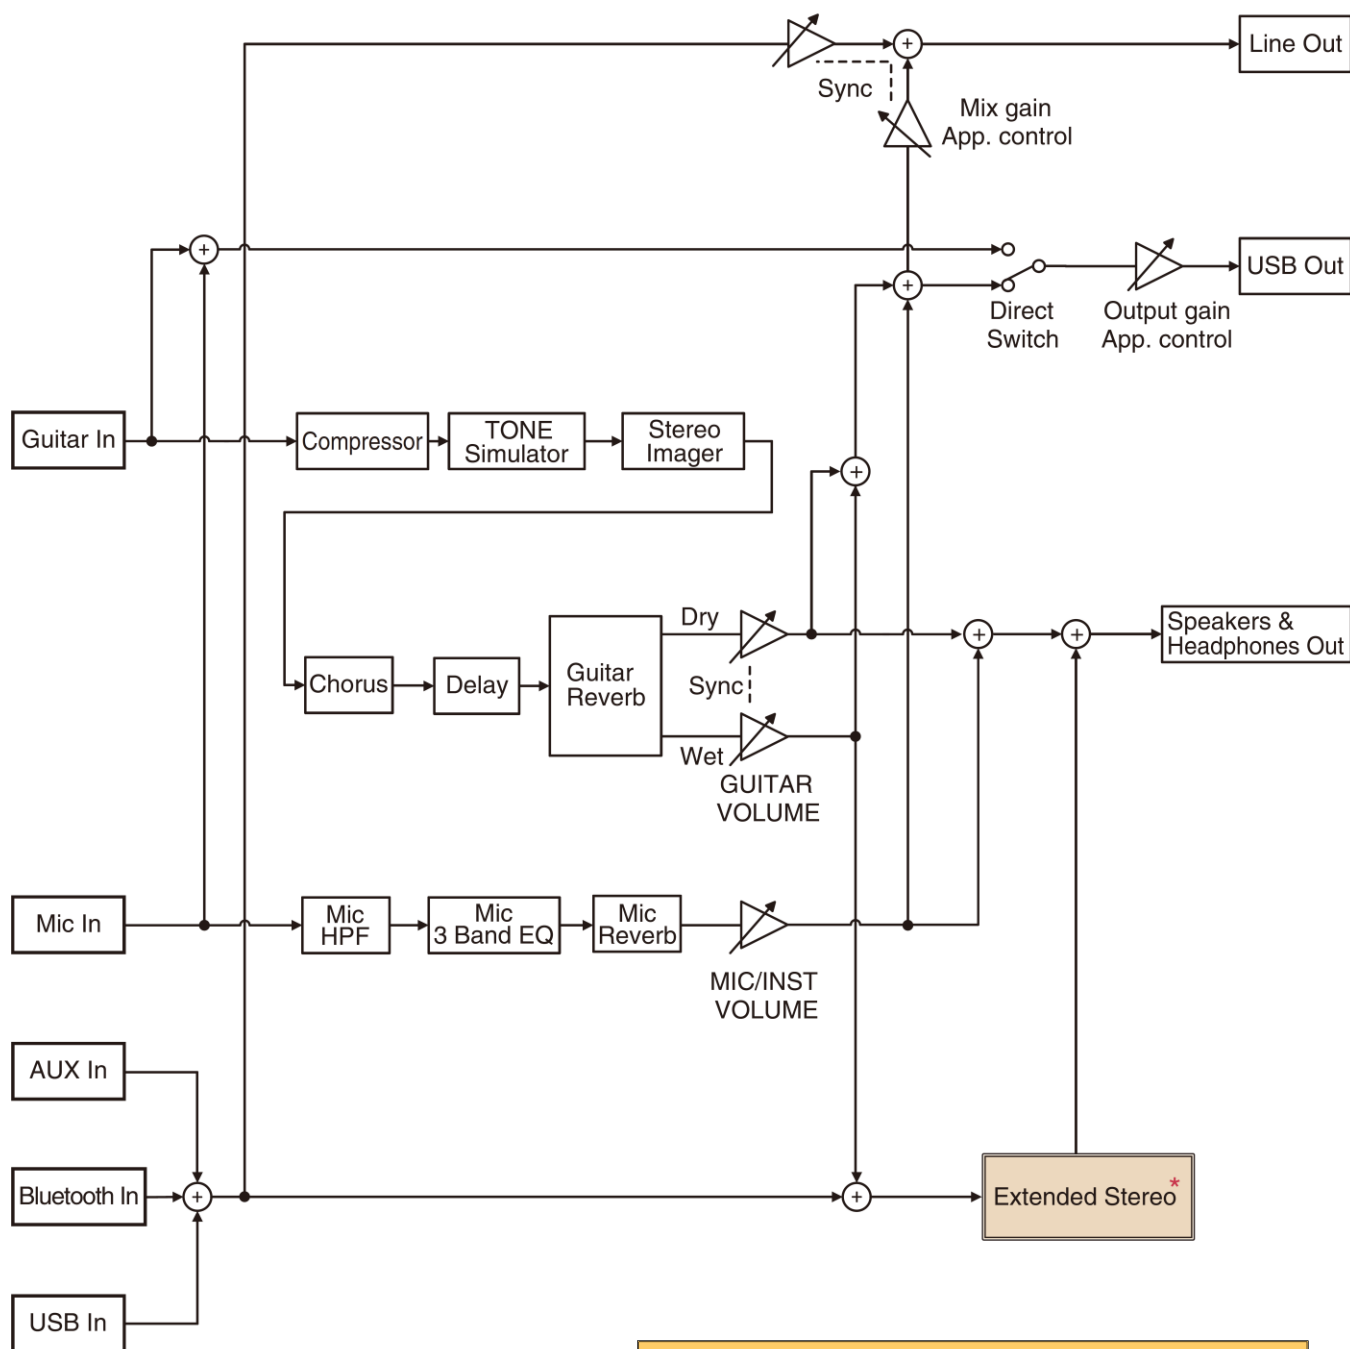 Line Out
Sync
Mix gain
App. control
+
+
USB Out
+
Direct
Switch
Output gain
App. control
Guitar In
Compressor
TONE
Simulator
Stereo
Imager
+
Dry
Speakers &
Headphones Out
+
+
Chorus
Delay
Guitar
Reverb
Sync
Wet
GUITAR
VOLUME
Mic In
Mic
HPF
Mic
3 Band EQ
Mic
Reverb
MIC/INST
VOLUME
AUX In
Bluetooth In
+
+
Extended Stereo*
USB In